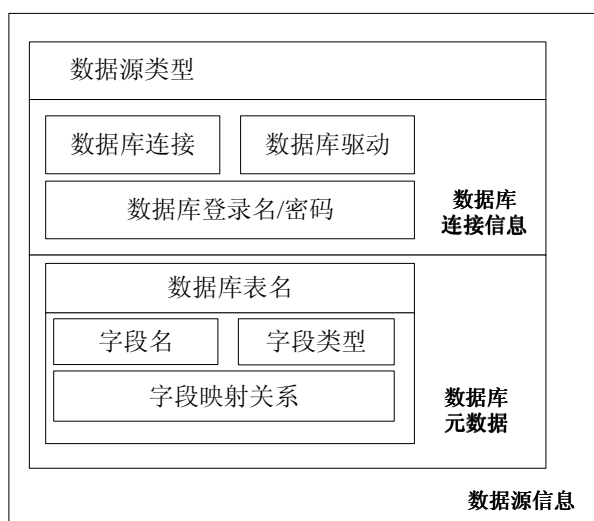 数据源类型
数据库连接
数据库驱动
数据库登录名/密码
数据库
连接信息
数据库表名
字段名
字段类型
字段映射关系
数据库
元数据
数据源信息